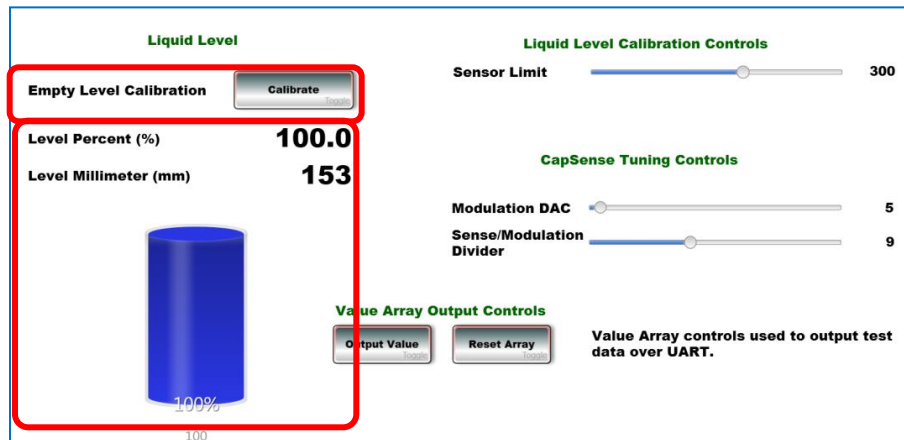 Liquid Level
Empty Level Calibration
Calibrate
Toggle
Level Percent (%)
100.0
Level Millimeter (mm)
153
100%
100
Liquid Level Calibration Controls
Sensor Limit
300
CapSense Tuning Controls
Modulation DAC
5
Sense/Modulation
Divider
9
Value Array Output Controls
Output Value
Toggle
Reset Array
Toggle
Value Array controls used to output test
data over UART.